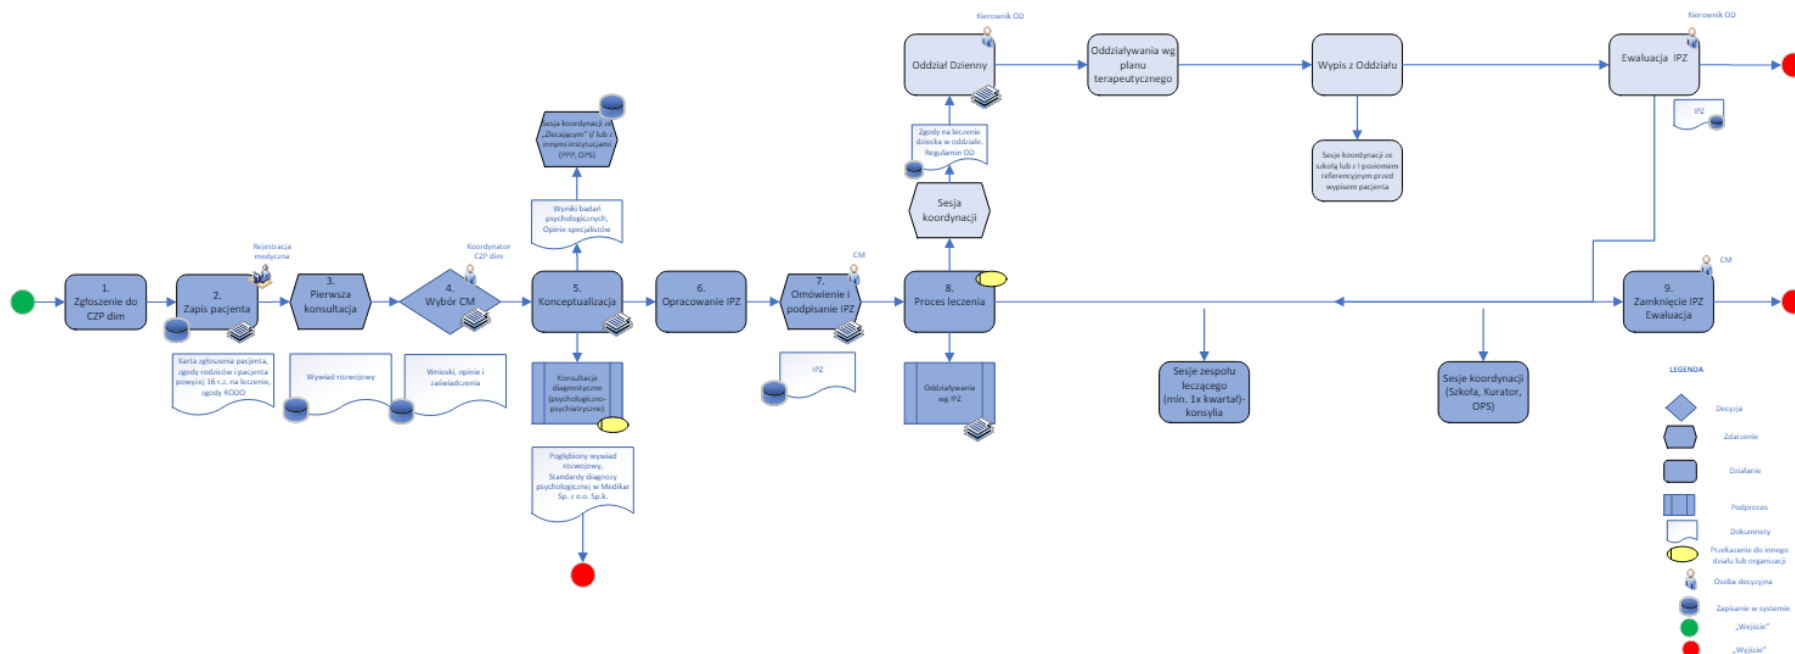 Kierownik OD
Oddział Dzienny
Oddziaływania wg
planu
terapeutycznego
Wypis z Oddziału
Kierownik OD
Ewaluacja IPZ
IPZ
Sesja koordynacji ze
„Zlecającym" i/ lub z
innymi instytucjami
(PPP, OPS)
Zgody na leczenie
dziecka w oddziale.
Regulamin OD
Sesje koordynacji ze
szkołą lub z I poziomem
referencyjnym przed
wypisem pacjenta
Wyniki badań
psychologicznych,
Opinie specjalistów
Sesja
koordynacji
Rejestracja
medyczna
Koordynator
CZP dim
CM
CM
1.
Zgłoszenie do
CZP dim
2.
Zapis pacjenta
3.
Pierwsza
konsultacja
4.
Wybór CM
5.
Konceptualizacja
6.
Opracowanie IPZ
7.
Omówienie i
podpisanie IPZ
8.
Proces leczenia
9.
Zamknięcie IPZ
Ewaluacja
Karta zgłoszenia pacjenta,
zgody rodziców i pacjenta
powyżej 16 r.ż. na leczenie,
zgody RODO
Wywiad rozwojowy
Wnioski, opinie i
zaświadczenia
Konsultacje
diagnostyczne
(psychologiczno-
psychiatryczne)
IPZ
Oddziaływania
wg IPZ
Sesje zespołu
leczącego
(min. 1x kwartał)-
konsylia
Sesje koordynacji
(Szkoła, Kurator,
OPS)
Pogłębiony wywiad
rozwojowy,
Standardy diagnozy
psychologicznej w Medikar
Sp. z o.o. Sp.k.
LEGENDA
Decyzja
Zdarzenie
Działanie
Podproces
Dokumnety
Przekazanie do innego
działu lub organizacji
Osoba decyzyjna
Zapisanie w systemie
„Wejście"
„Wyjście"